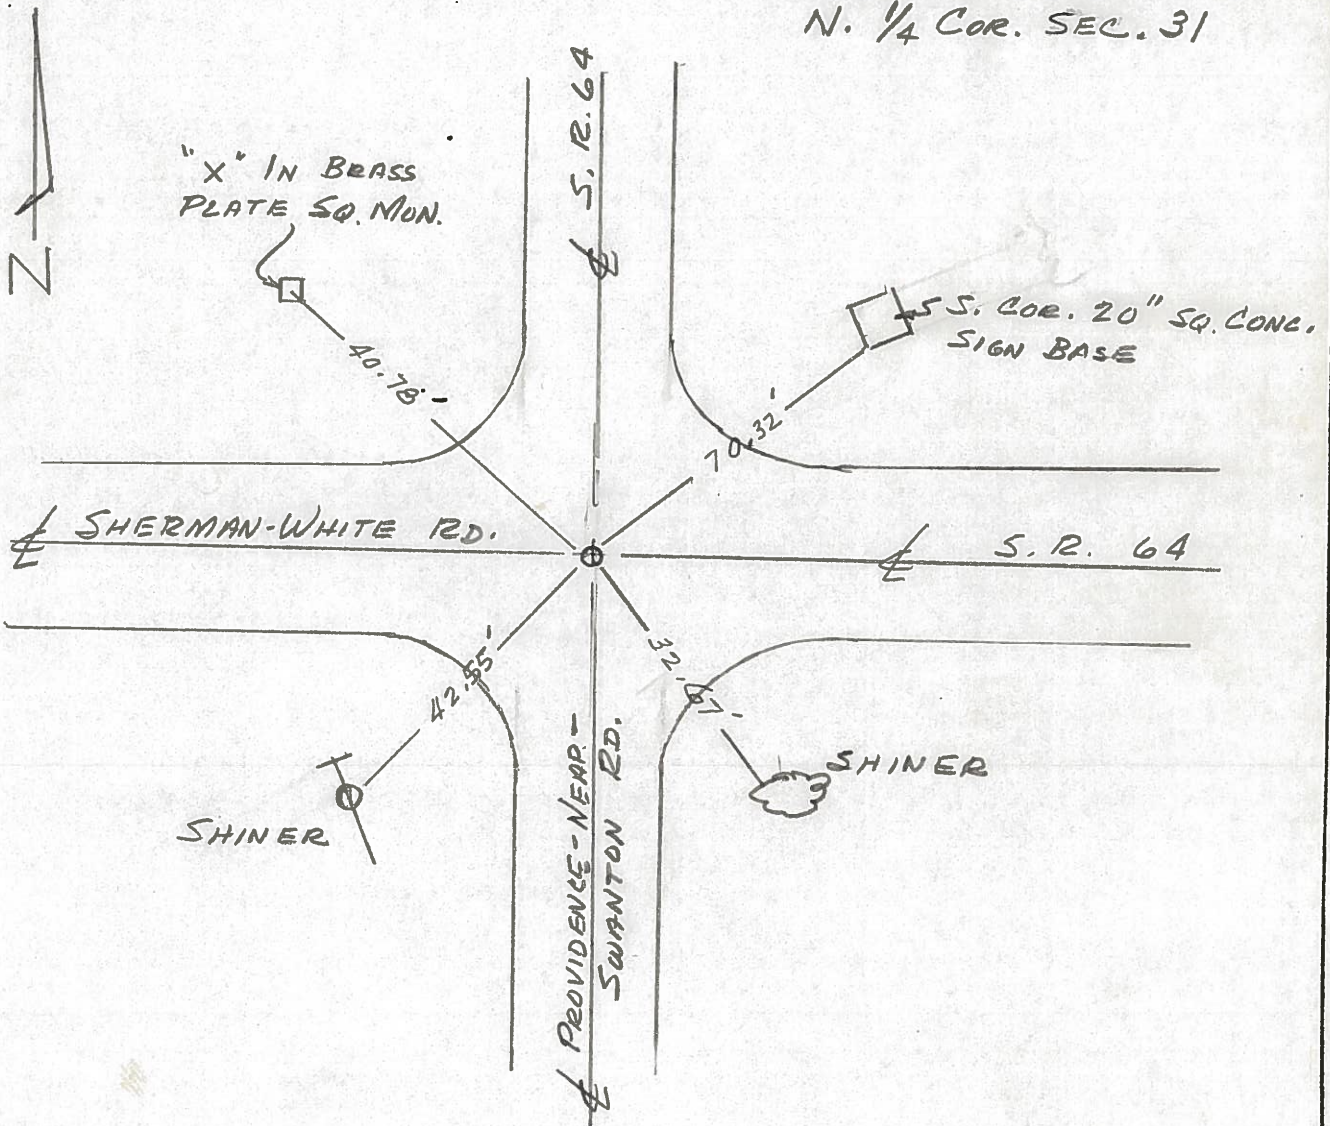 N. 1/4 COR. SEC. 31
℄ S.R. 64
"X" IN BRASS
PLATE SQ. MON.
N
S. COR. 20" SQ. CONC.
SIGN BASE
40.78'
70.32'
℄ SHERMAN-WHITE RD.
℄ S.R. 64
42.55'
32.67'
SHINER
SHINER
℄ PROVIDENCE-NEAP.-
SWANTON RD.